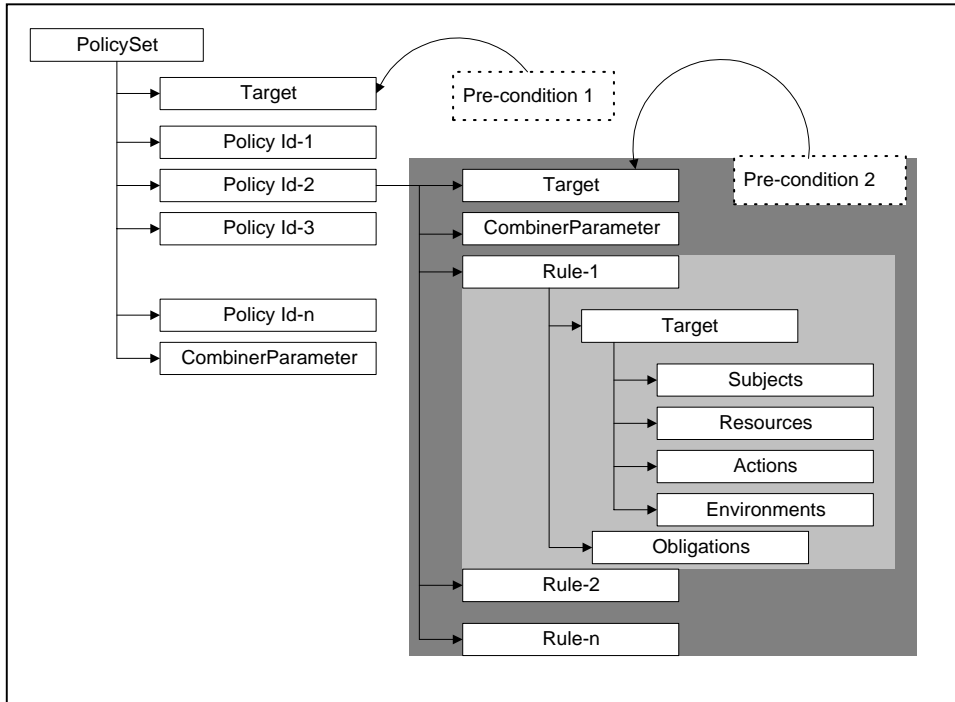 PolicySet
Target
Pre-condition 1
Policy Id-1
Policy Id-2
Policy Id-3
Policy Id-n
CombinerParameter
Pre-condition 2
Target
CombinerParameter
Rule-1
Target
Subjects
Resources
Actions
Environments
Obligations
Rule-2
Rule-n